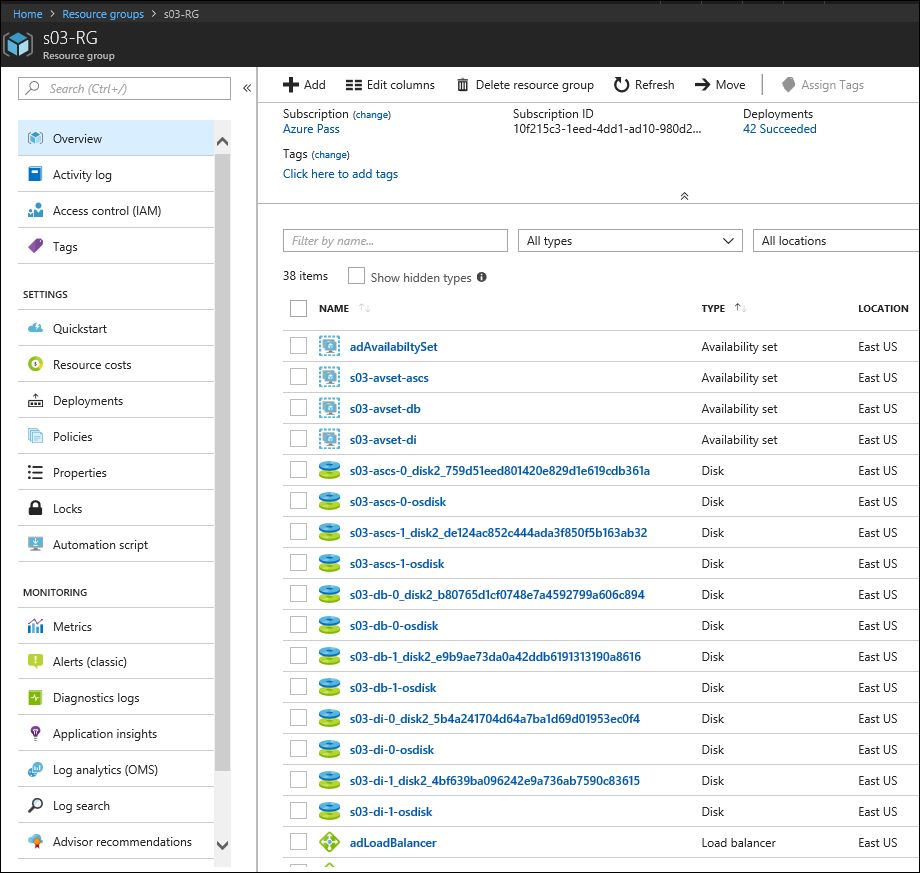 Home > Resource groups > s03-RG
s03-RG
Resource group
Search (Ctrl+/)
«
Overview
Activity log
Access control (IAM)
Tags
SETTINGS
Quickstart
Resource costs
Deployments
Policies
Properties
Locks
Automation script
MONITORING
Metrics
Alerts (classic)
Diagnostics logs
Application insights
Log analytics (OMS)
Log search
Advisor recommendations
Add Edit columns Delete resource group Refresh Move Assign Tags
Subscription (change) Subscription ID Deployments
Azure Pass 10f215c3-1eed-4dd1-ad10-980d2... 42 Succeeded
Tags (change)
Click here to add tags
Filter by name... All types All locations
38 items Show hidden types
NAME TYPE LOCATION
adAvailabiltySet Availability set East US
s03-avset-ascs Availability set East US
s03-avset-db Availability set East US
s03-avset-di Availability set East US
s03-ascs-0_disk2_759d51eed801420e829d1e619cdb361a Disk East US
s03-ascs-0-osdisk Disk East US
s03-ascs-1_disk2_de124ac852c444ada3f850f5b163ab32 Disk East US
s03-ascs-1-osdisk Disk East US
s03-db-0_disk2_b80765d1cf0748e7a4592799a606c894 Disk East US
s03-db-0-osdisk Disk East US
s03-db-1_disk2_e9b9ae73da0a42ddb6191313190a8616 Disk East US
s03-db-1-osdisk Disk East US
s03-di-0_disk2_5b4a241704d64a7ba1d69d01953ec0f4 Disk East US
s03-di-0-osdisk Disk East US
s03-di-1_disk2_4bf639ba096242e9a736ab7590c83615 Disk East US
s03-di-1-osdisk Disk East US
adLoadBalancer Load balancer East US